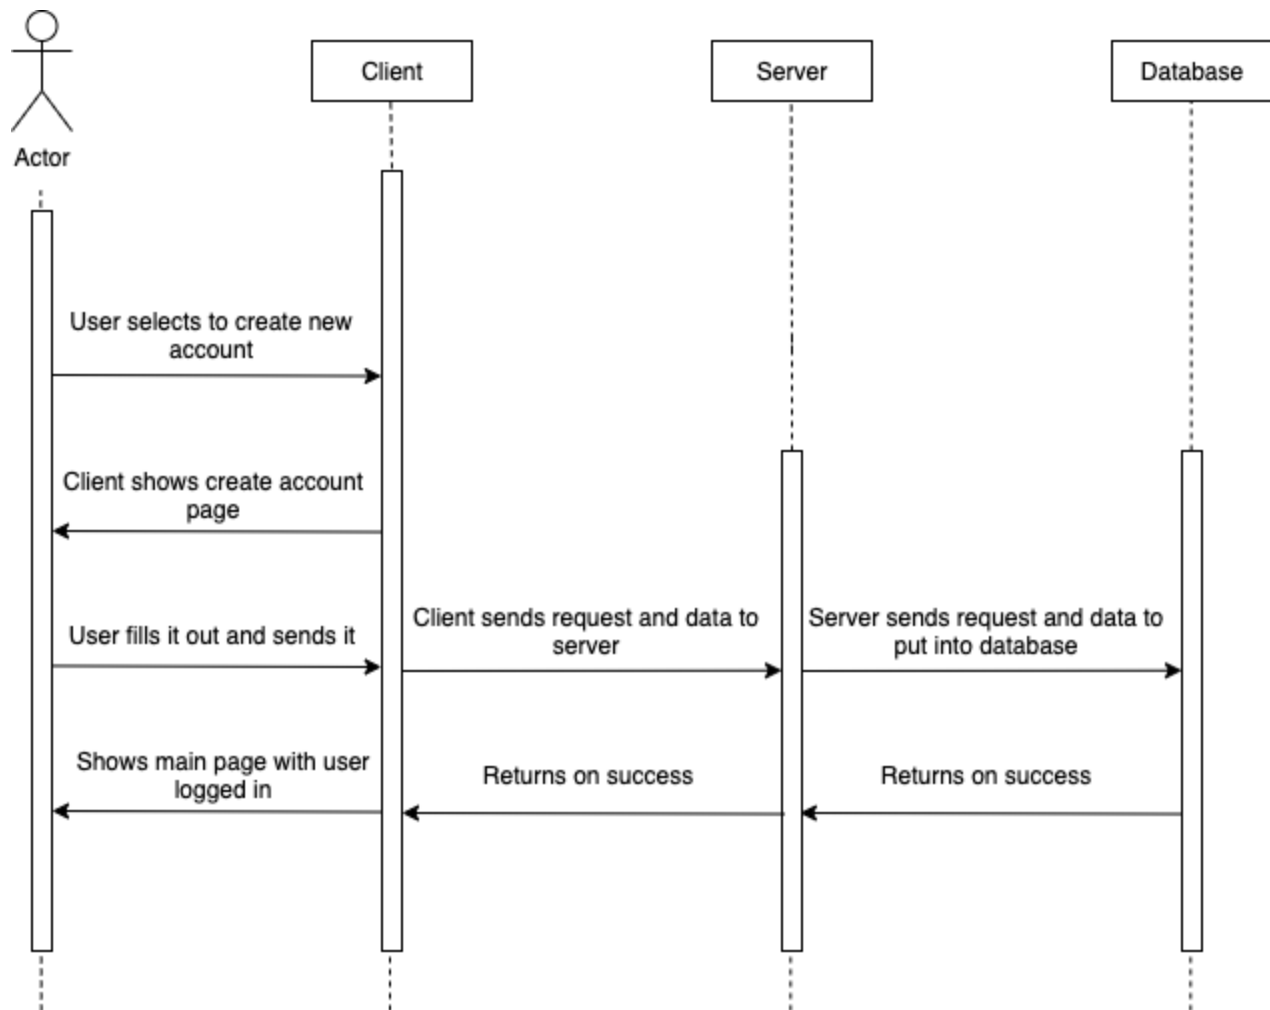 Actor
Client
Server
Database
User selects to create new
account
Client shows create account
page
User fills it out and sends it
Client sends request and data to
server
Server sends request and data to
put into database
Shows main page with user
logged in
Returns on success
Returns on success